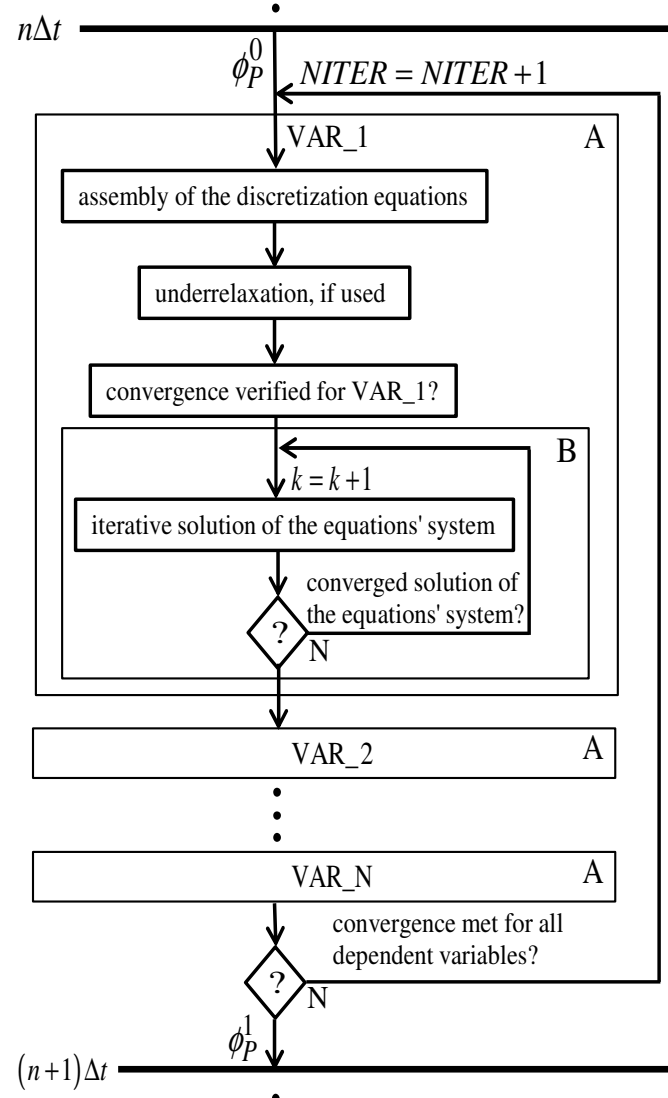 nΔt
ϕ_P^0
NITER = NITER +1
A
VAR_1
assembly of the discretization equations
underrelaxation, if used
convergence verified for VAR_1?
B
k = k +1
iterative solution of the equations' system
converged solution of
the equations' system?
?
N
VAR_2
A
VAR_N
A
convergence met for all
dependent variables?
?
N
ϕ_P^1
(n+1)Δt